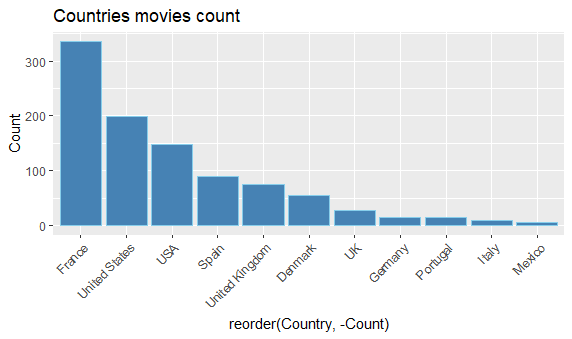 Countries movies count
Count
300
200
100
0
France
United States
USA
Spain
United Kingdom
Denmark
UK
Germany
Portugal
Italy
Mexico
reorder(Country, -Count)